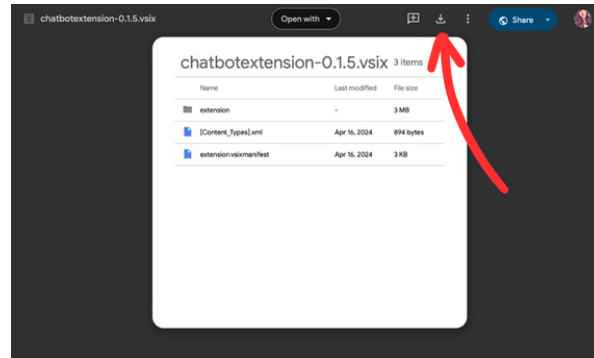 chatbotextension-0.1.5.vsix
Open with
Share
chatbotextension-0.1.5.vsix 3 items
Name Last modified File size
extension - 3 MB
[Content_Types].xml Apr 16, 2024 894 bytes
extension.vsixmanifest Apr 16, 2024 3 KB